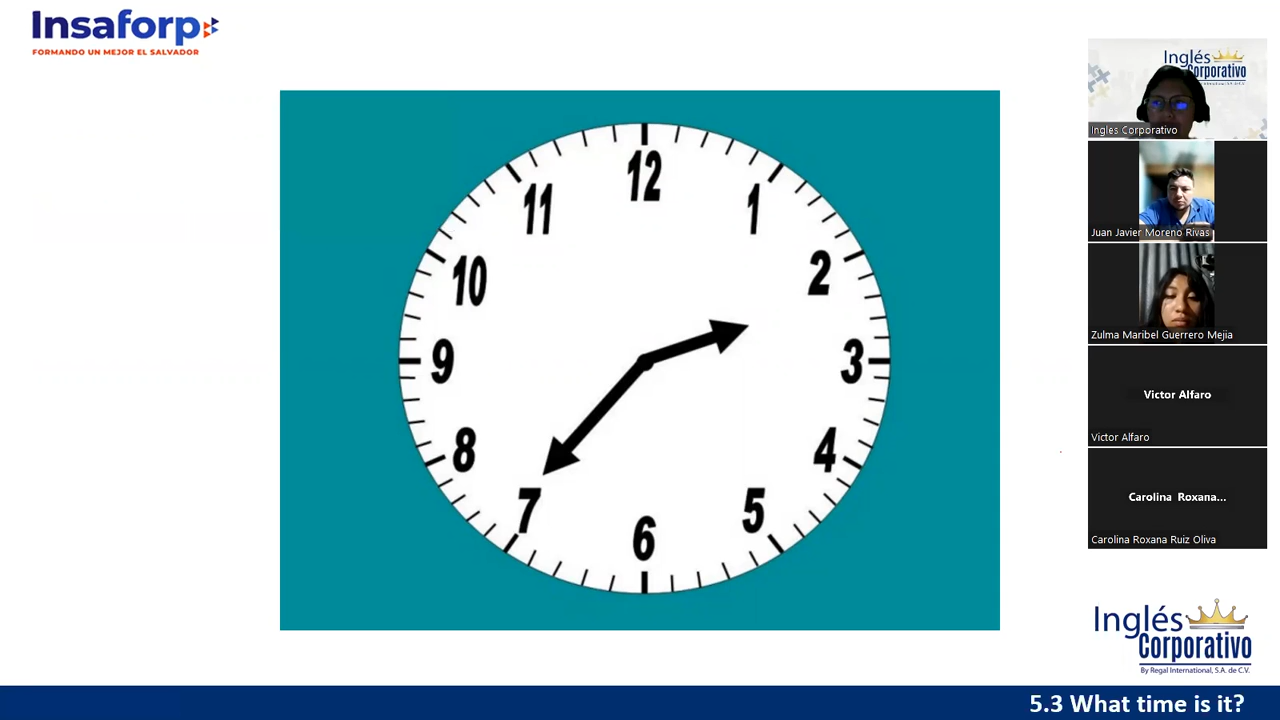 Insaforp
FORMANDO UN MEJOR EL SALVADOR
12
11
1
10
2
9
3
8
4
7
5
6
Inglés
Corporativo
Ingles Corporativo
Juan Javier Moreno Rivas
Zulma Maribel Guerrero Mejia
Victor Alfaro
Victor Alfaro
Carolina Roxana...
Carolina Roxana Ruiz Oliva
Inglés
Corporativo
By Regal International, S.A. de C.V.
5.3 What time is it?